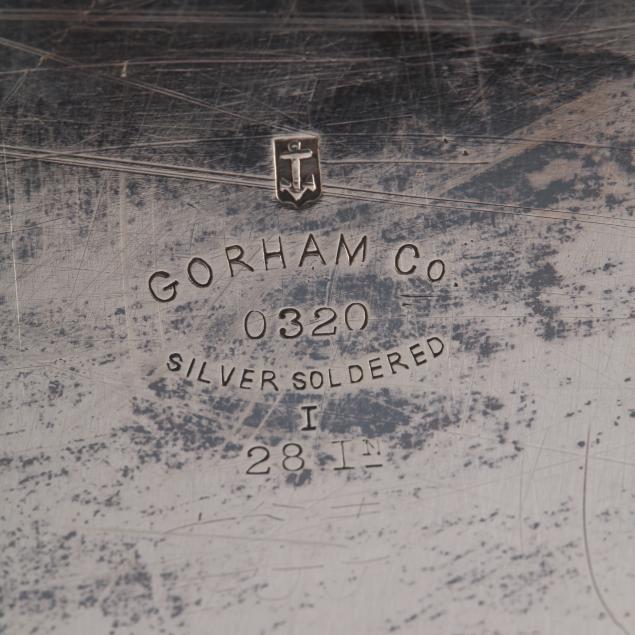 GORHAM Co.
0320
SILVER SOLDERED
I
28 IN